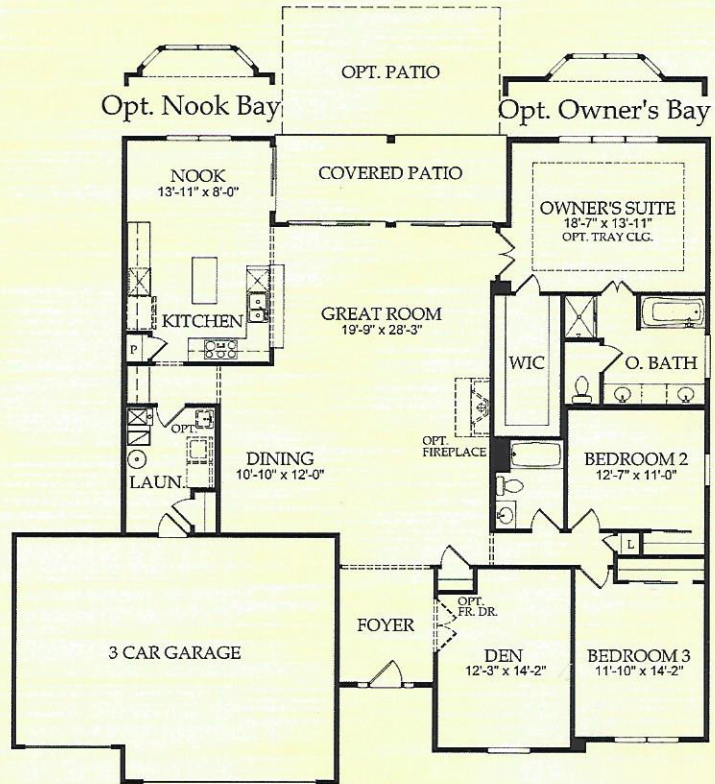 OPT. PATIO
Opt. Nook Bay
Opt. Owner's Bay
NOOK
13'-11" x 8'-0"
COVERED PATIO
OWNER'S SUITE
18'-7" x 13'-11"
OPT. TRAY CLG.
KITCHEN
GREAT ROOM
19'-9" x 28'-3"
P
WIC
O. BATH
OPT.
LAUN.
DINING
10'-10" x 12'-0"
OPT.
FIREPLACE
BEDROOM 2
12'-7" x 11'-0"
L
FOYER
OPT.
FR. DR.
3 CAR GARAGE
DEN
12'-3" x 14'-2"
BEDROOM 3
11'-10" x 14'-2"